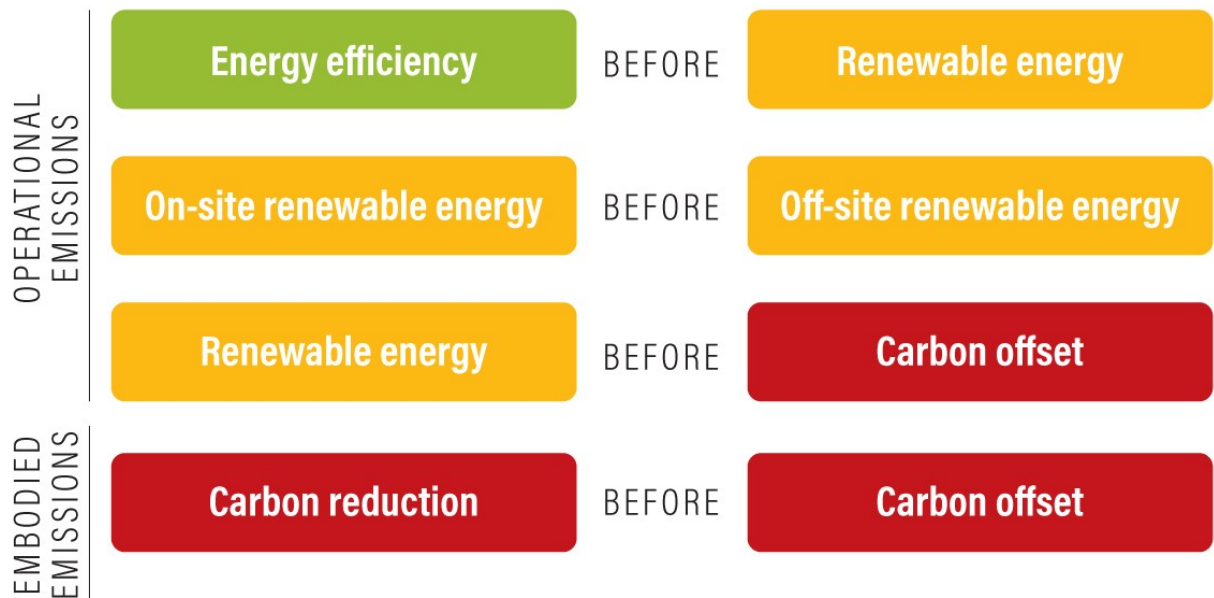 OPERATIONAL
EMISSIONS
Energy efficiency BEFORE Renewable energy
On-site renewable energy BEFORE Off-site renewable energy
Renewable energy BEFORE Carbon offset
EMBODIED
EMISSIONS
Carbon reduction BEFORE Carbon offset